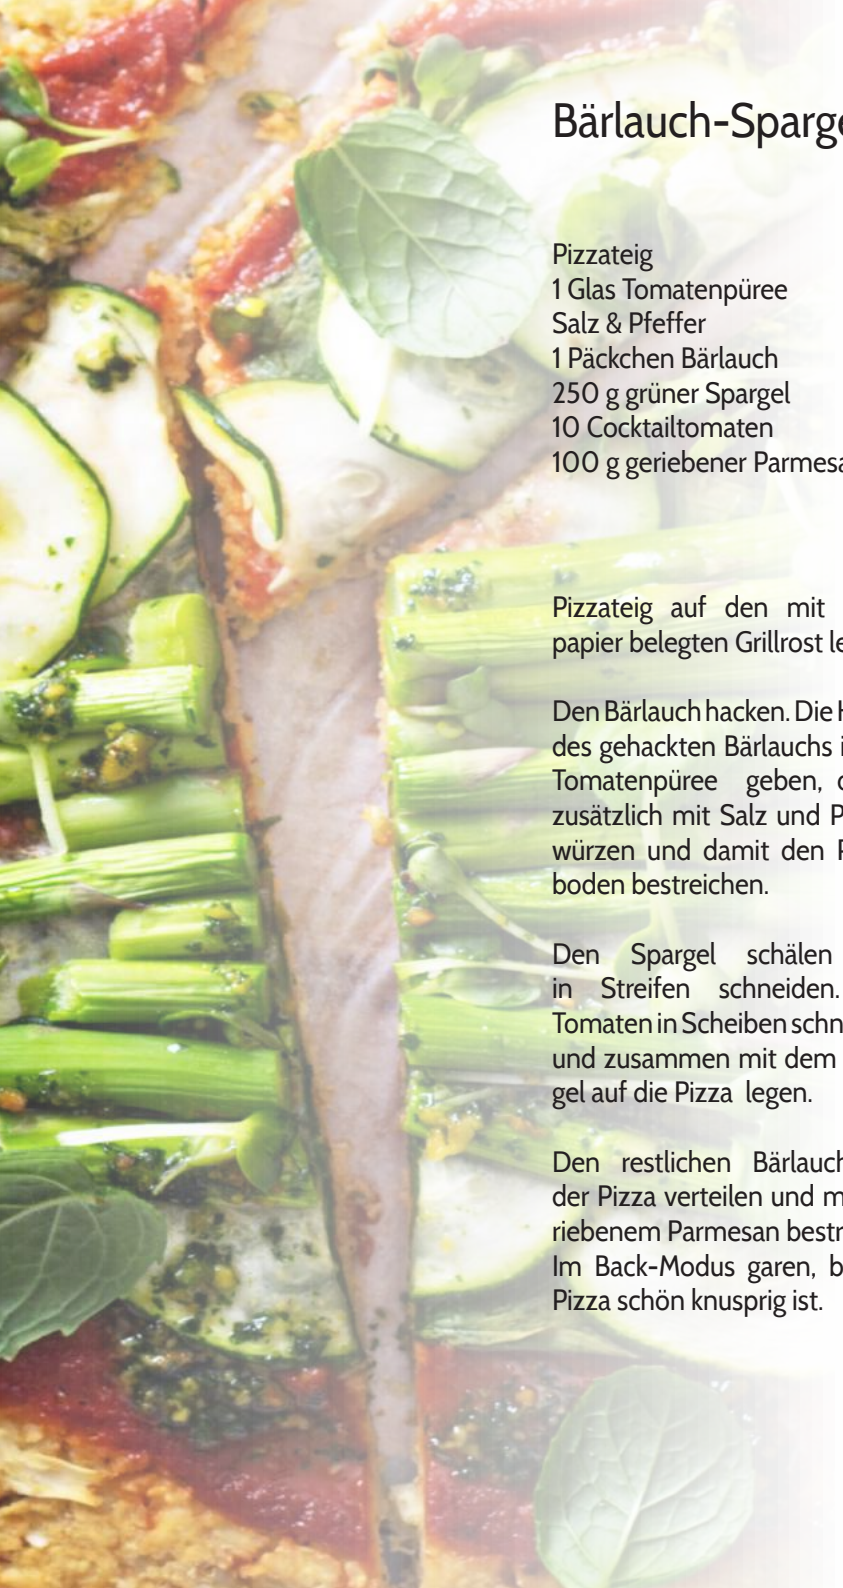 Bärlauch-Sparge
Pizzateig
1 Glas Tomatenpüree
Salz & Pfeffer
1 Päckchen Bärlauch
250 g grüner Spargel
10 Cocktailtomaten
100 g geriebener Parmesa
Pizzateig auf den mit
papier belegten Grillrost le
Den Bärlauch hacken. Die H
des gehackten Bärlauchs i
Tomatenpüree geben, d
zusätzlich mit Salz und P
würzen und damit den P
boden bestreichen.
Den Spargel schälen
in Streifen schneiden.
Tomaten in Scheiben schn
und zusammen mit dem
gel auf die Pizza legen.
Den restlichen Bärlauch
der Pizza verteilen und m
riebenem Parmesan bestr
Im Back-Modus garen, b
Pizza schön knusprig ist.